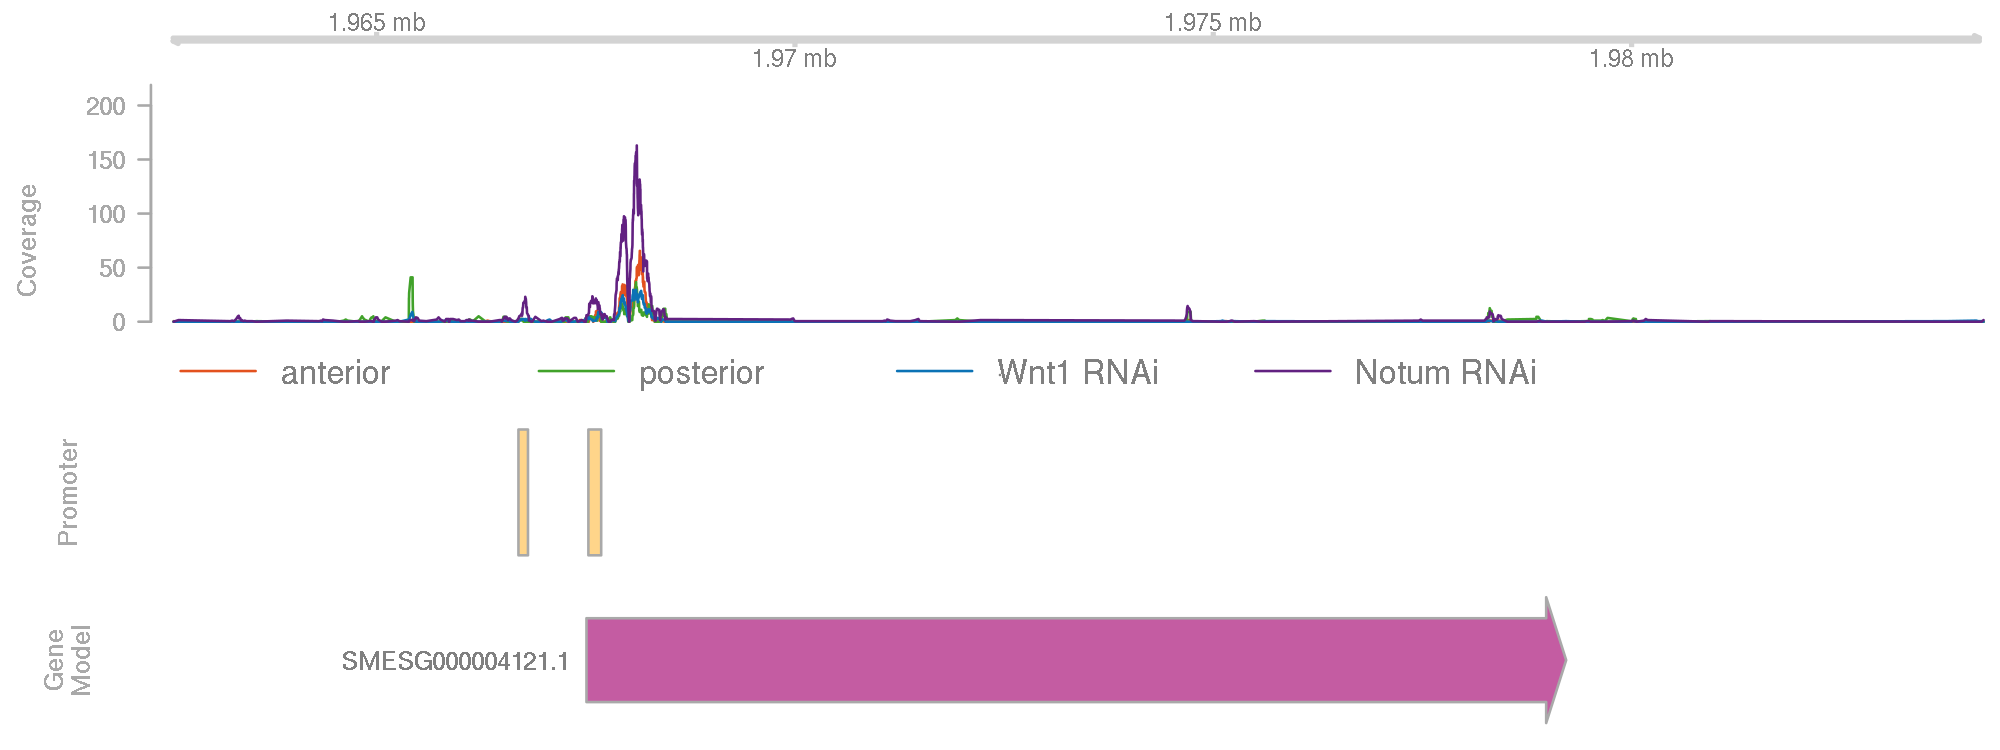 1.965 mb
1.975 mb
1.97 mb
1.98 mb
Coverage
200
150
100
50
0
anterior
posterior
Wnt1 RNAi
Notum RNAi
Promoter
Gene
Model
SMESG000004121.1